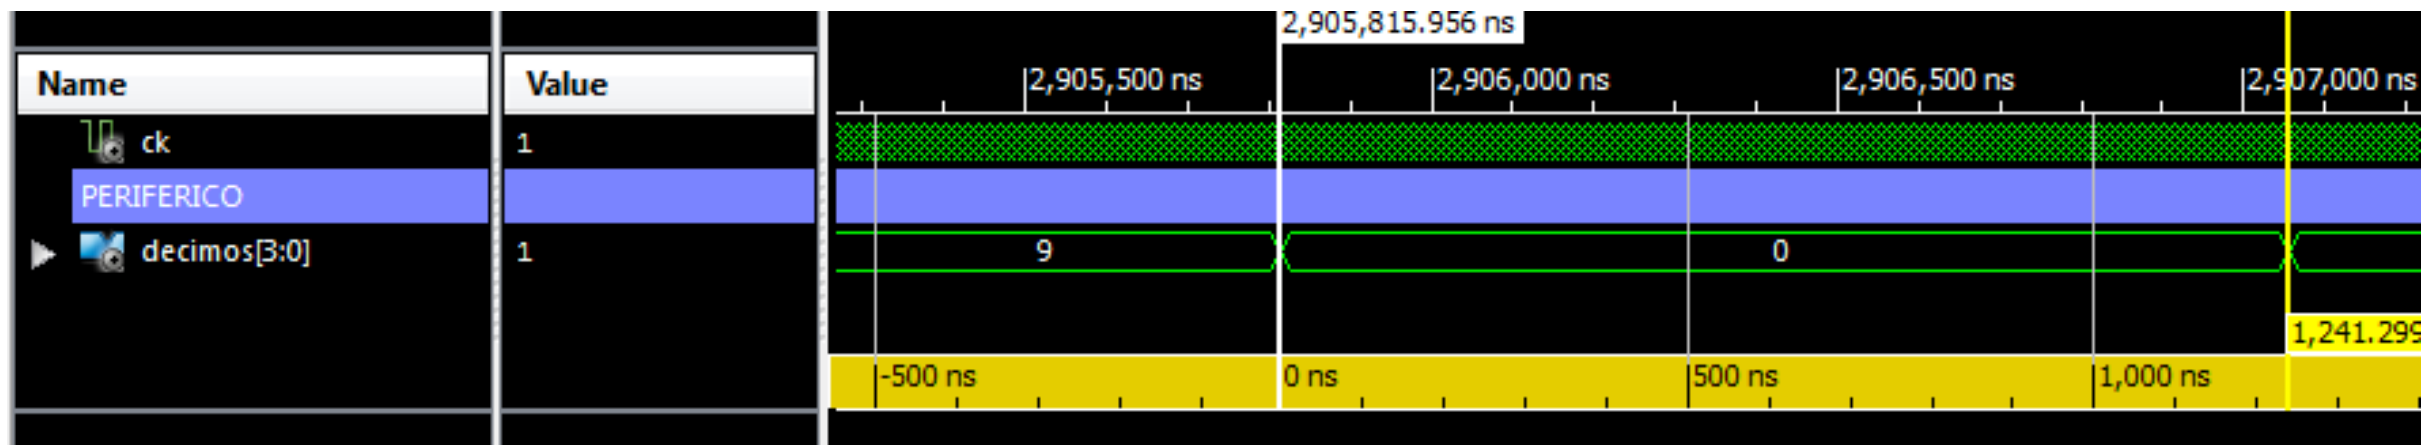 2,905,815.956 ns
Name Value 2,905,500 ns 2,906,000 ns 2,906,500 ns 2,907,000 ns
ck 1
PERIFERICO
decimos[3:0] 1 9 0
1,241.299
-500 ns 0 ns 500 ns 1,000 ns